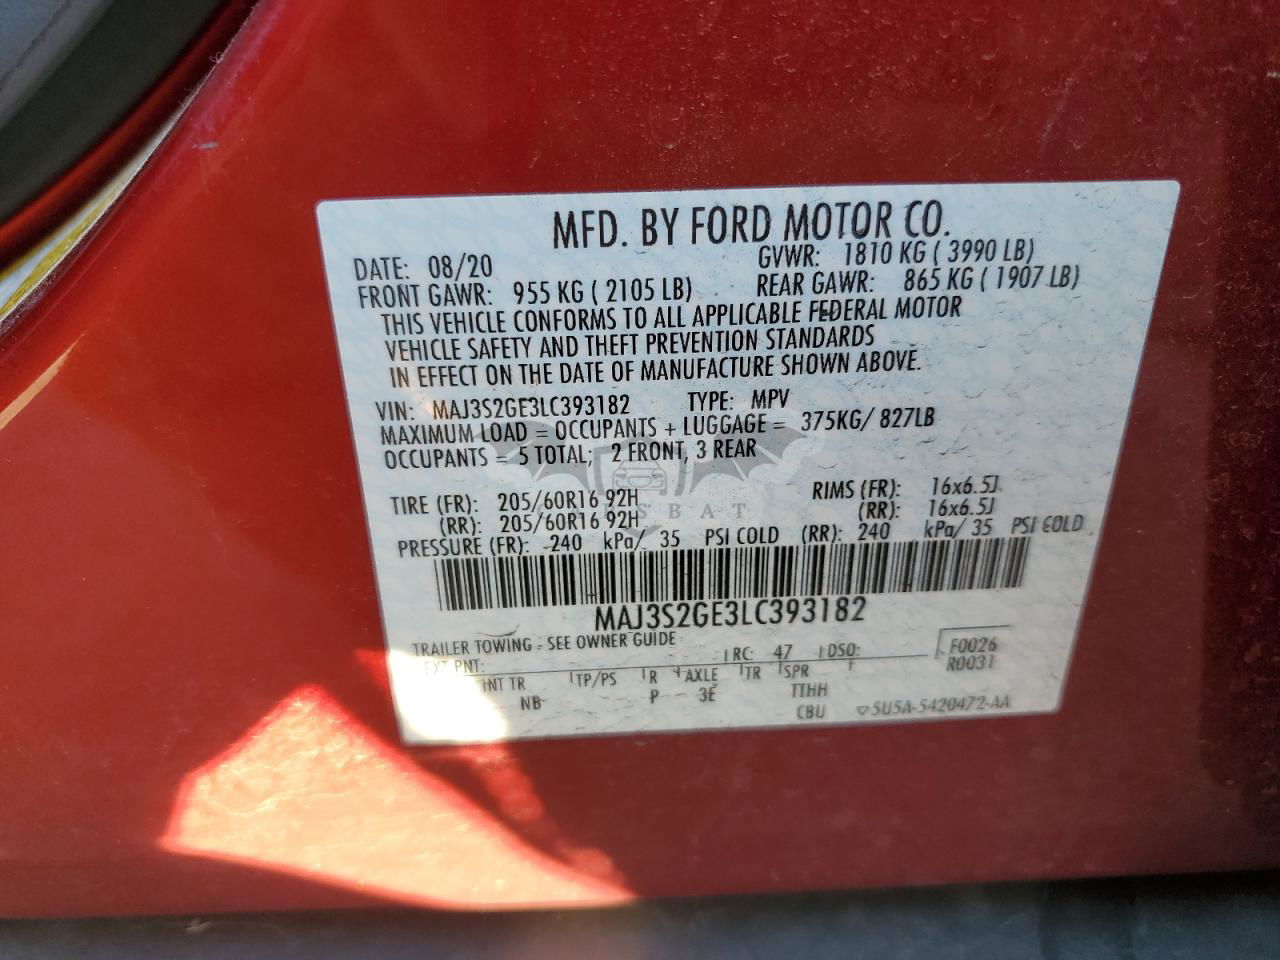 MFD. BY FORD MOTOR CO.
DATE: 08/20 GVWR: 1810 KG ( 3990 LB)
FRONT GAWR: 955 KG ( 2105 LB) REAR GAWR: 865 KG ( 1907 LB)
THIS VEHICLE CONFORMS TO ALL APPLICABLE FEDERAL MOTOR
VEHICLE SAFETY AND THEFT PREVENTION STANDARDS
IN EFFECT ON THE DATE OF MANUFACTURE SHOWN ABOVE.
VIN: MAJ3S2GE3LC393182 TYPE: MPV
MAXIMUM LOAD = OCCUPANTS + LUGGAGE = 375KG/ 827LB
OCCUPANTS = 5 TOTAL; 2 FRONT, 3 REAR
TIRE (FR): 205/60R16 92H RIMS (FR): 16x6.5J
(RR): 205/60R16 92H (RR): 16x6.5J
CARSBAT
PRESSURE (FR): 240 kPa/ 35 PSI COLD (RR): 240 kPa/ 35 PSI COLD
MAJ3S2GE3LC393182
TRAILER TOWING - SEE OWNER GUIDE
EXT PNT: RC: 47 DSO: F0026
R0031
INT TR TP/PS R AXLE TR SPR
NB P 3E TTHH
CBU 5U5A-5420472-AA